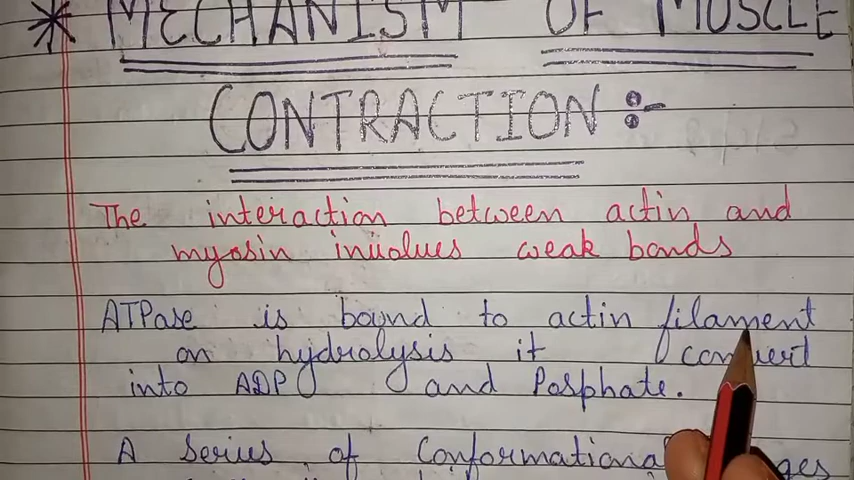 * MECHANISM OF MUSCLE
CONTRACTION :-
The interaction between actin and
myosin involves weak bonds
ATPase is bound to actin filament
on hydrolysis it convert
into ADP and Posphate.
A series of Conformational